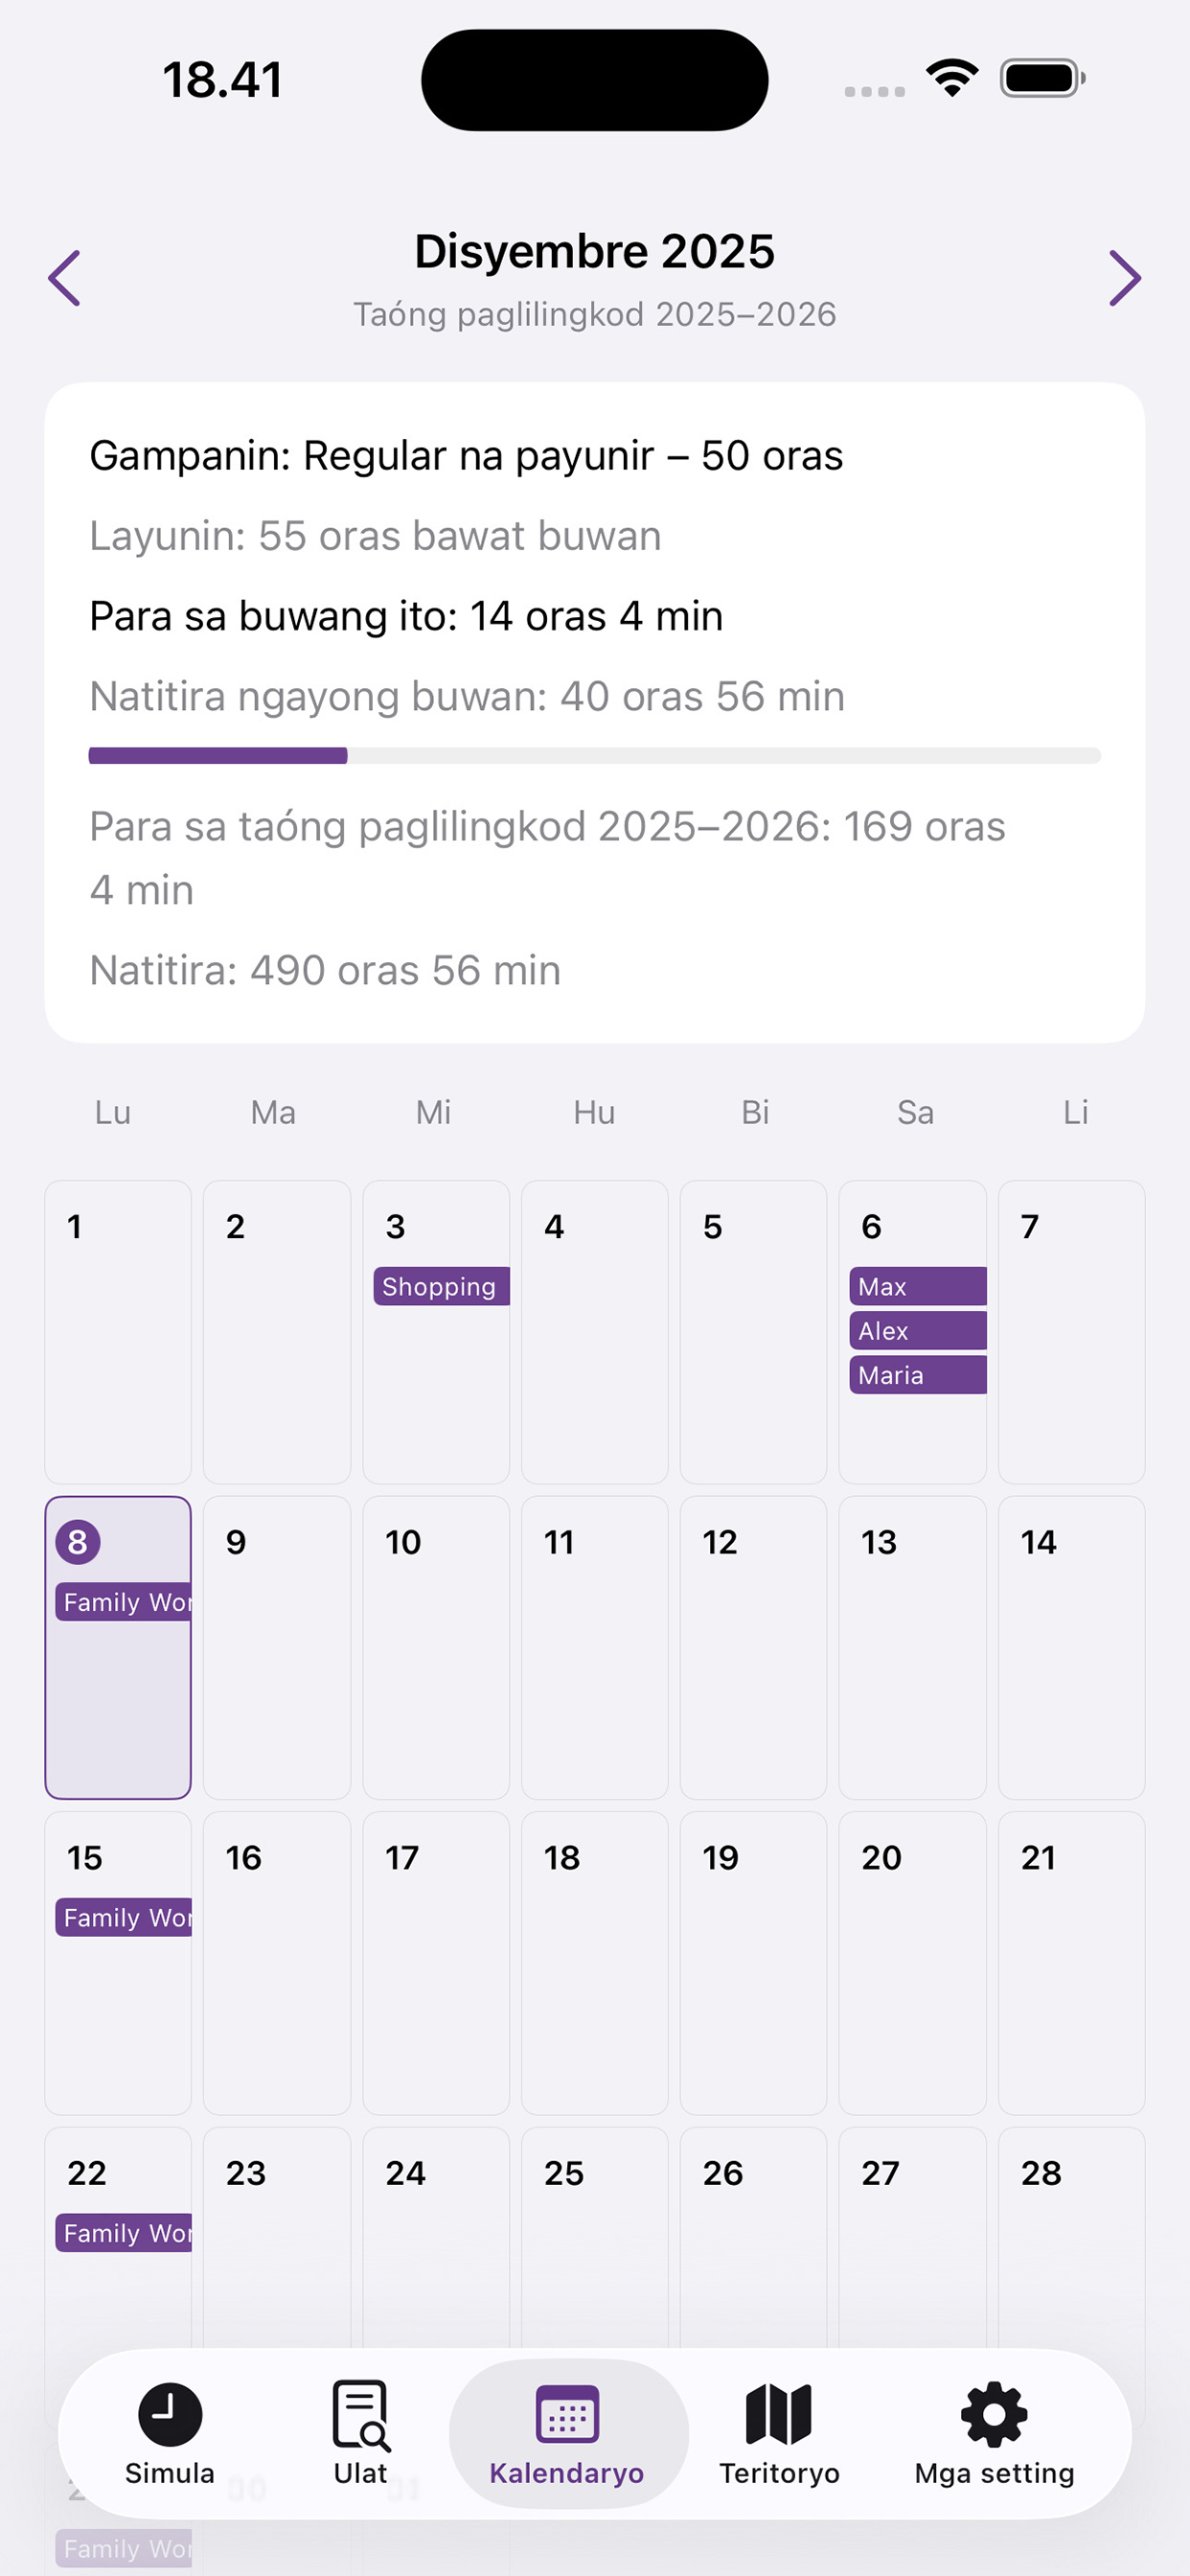 18.41
Disyembre 2025
Taóng paglilingkod 2025–2026
Gampanin: Regular na payunir – 50 oras
Layunin: 55 oras bawat buwan
Para sa buwang ito: 14 oras 4 min
Natitira ngayong buwan: 40 oras 56 min
Para sa taóng paglilingkod 2025–2026: 169 oras
4 min
Natitira: 490 oras 56 min
Lu Ma Mi Hu Bi Sa Li
1 2 3 4 5 6 7
Shopping Max
Alex
Maria
8 9 10 11 12 13 14
Family Wor
15 16 17 18 19 20 21
Family Wor
22 23 24 25 26 27 28
Family Wor
Simula Ulat Kalendaryo Teritoryo Mga setting
Family Wor